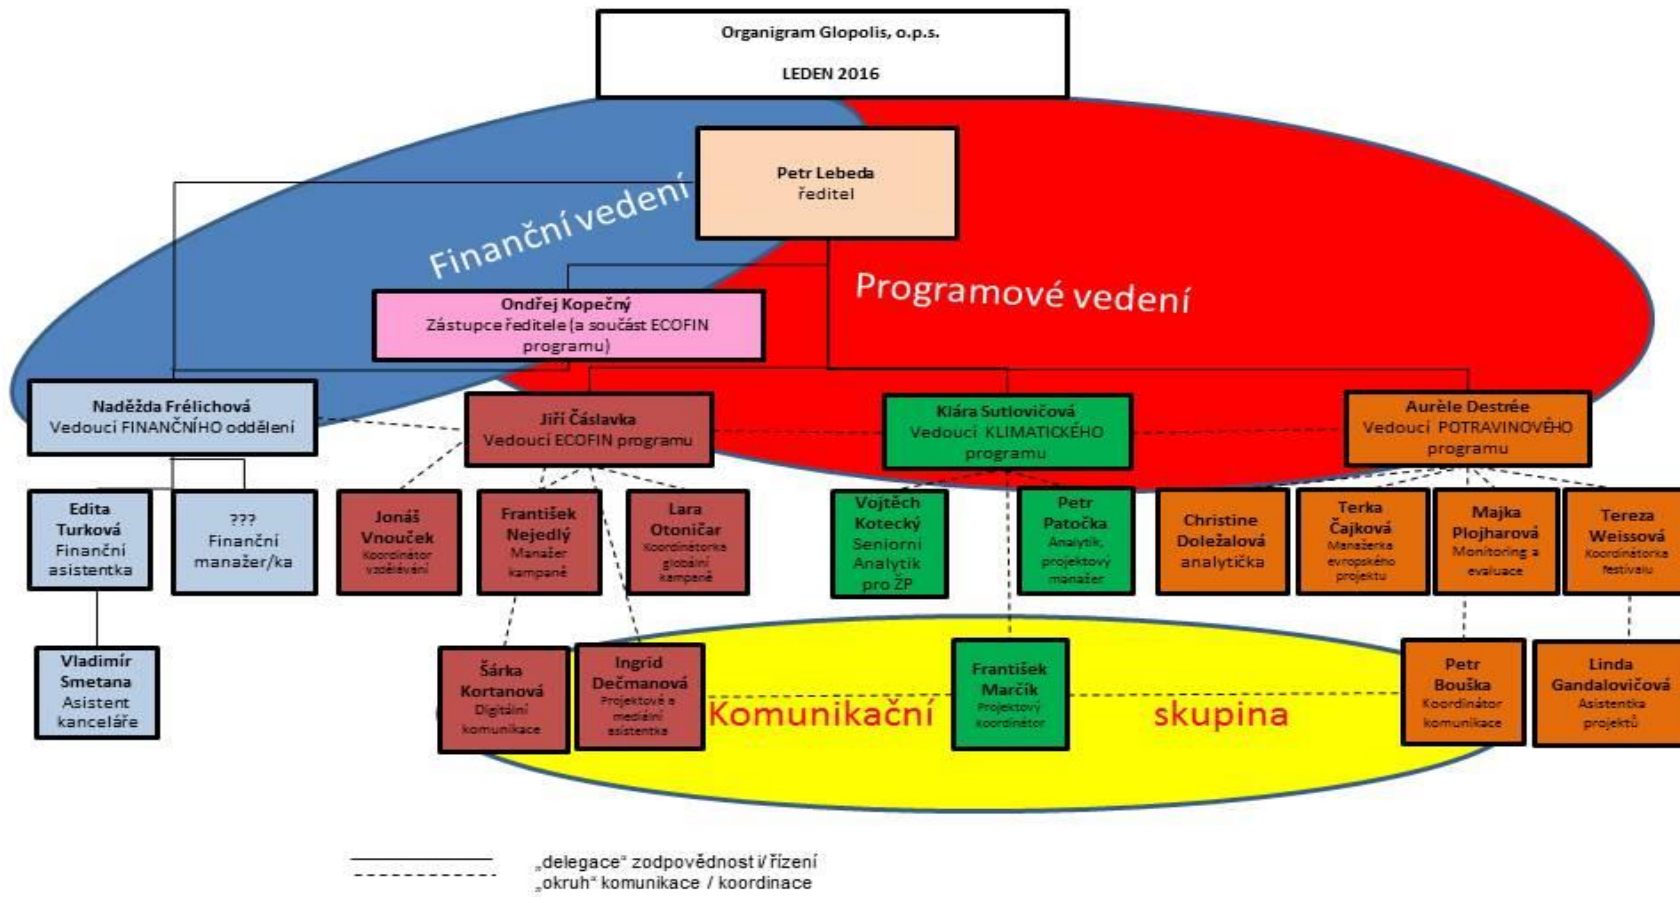 Organigram Glopolis, o.p.s.
LEDEN 2016
Petr Lebeda
ředitel
Finanční vedení
Programové vedení
Ondřej Kopečný
Zástupce ředitele (a součást ECOFIN
programu)
Naděžda Frélichová
Vedoucí FINANČNÍHO oddělení
Jiří Čáslavka
Vedoucí ECOFIN programu
Klára Sutlovičová
Vedoucí KLIMATICKÉHO
programu
Aurèle Destrée
Vedoucí POTRAVINOVÉHO
programu
Edita
Turková
Finanční
asistentka
???
Finanční
manažer/ka
Jonáš
Vnouček
Koordinátor
vzdělávání
František
Nejedlý
Manažer
kampaně
Lara
Otoničar
Koordinátorka
globální
kampaně
Vojtěch
Kotecký
Seniorní
Analytik
pro ŽP
Petr
Patočka
Analytik,
projektový
manažer
Christine
Doležalová
analytička
Terka
Čajková
Manažerka
evropského
projektu
Majka
Plojharová
Monitoring a
evaluace
Tereza
Weissová
Koordinátorka
festivalu
Vladimír
Smetana
Asistent
kanceláře
Šárka
Kortanová
Digitální
komunikace
Ingrid
Dečmanová
Projektová a
mediální
asistentka
Komunikační
František
Marčík
Projektový
koordinátor
skupina
Petr
Bouška
Koordinátor
komunikace
Linda
Gandalovičová
Asistentka
projektů
„delegace“ zodpovědnosti/ řízení
„okruh“ komunikace / koordinace